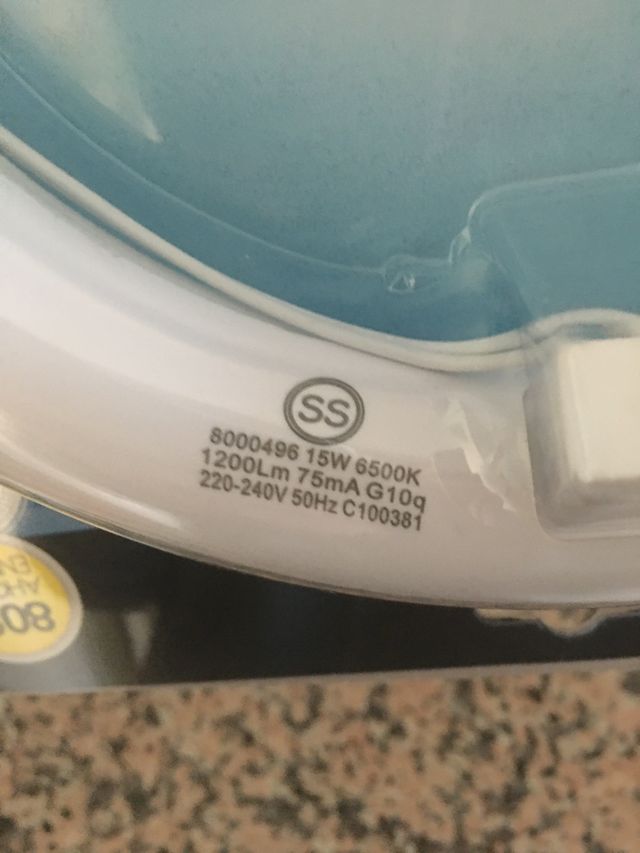 SS
8000496 15W 6500K
1200Lm 75mA G10q
220-240V 50Hz C100381